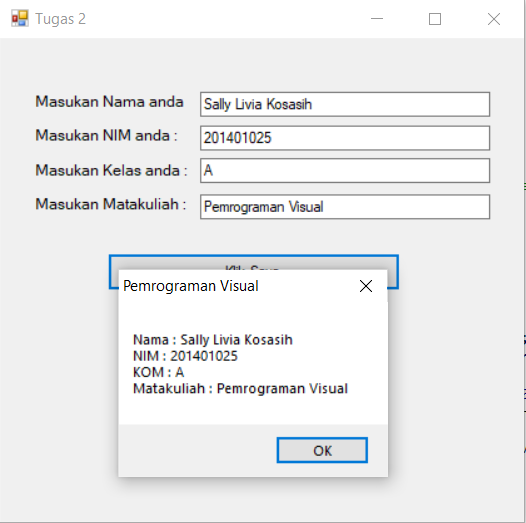 Tugas 2
Masukan Nama anda
Sally Livia Kosasih
Masukan NIM anda :
201401025
Masukan Kelas anda :
A
Masukan Matakuliah :
Pemrograman Visual
Pemrograman Visual
Nama : Sally Livia Kosasih
NIM : 201401025
KOM : A
Matakuliah : Pemrograman Visual
OK